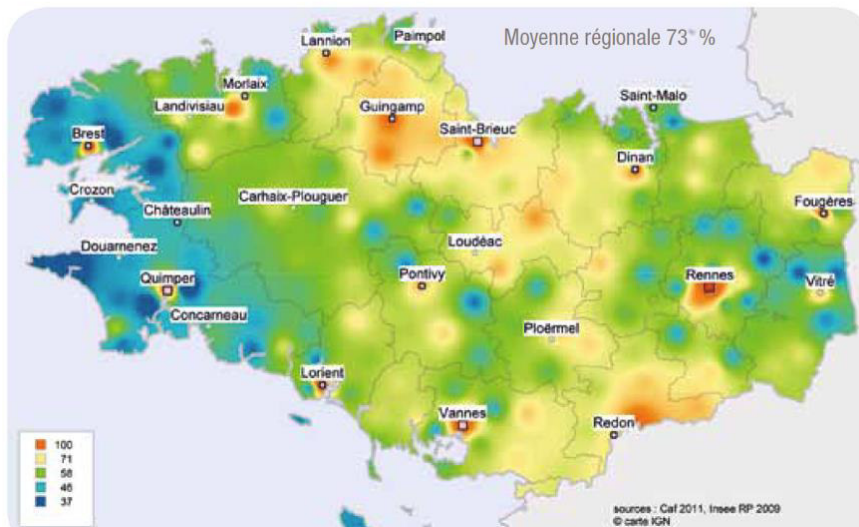 Lannion
Paimpol
Moyenne régionale 73 %
Morlaix
Landivisiau
Guingamp
Saint-Malo
Brest
Saint-Brieuc
Dinan
Crozon
Carhaix-Plouguer
Fougères
Châteaulin
Douarnenez
Loudéac
Quimper
Pontivy
Rennes
Vitré
Concarneau
Ploërmel
Lorient
Vannes
Redon
100
71
58
46
37
sources : Caf 2011, Insee RP 2009
© carte IGN